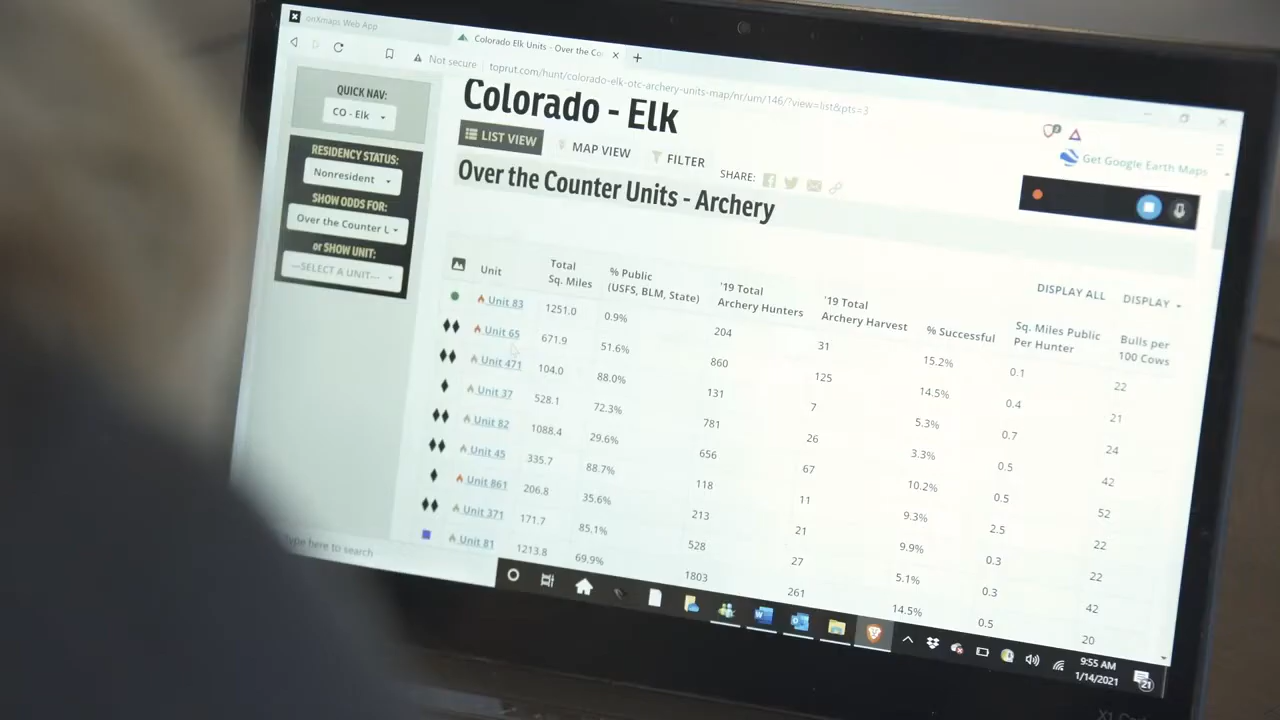 onXmaps Web App
Colorado Elk Units - Over the Co
Not secure
toprut.com/hunt/colorado-elk-otc-archery-units-map/nr/um/146/?view=list&pts=3
QUICK NAV:
CO - Elk
RESIDENCY STATUS:
Nonresident
SHOW ODDS FOR:
Over the Counter U
or SHOW UNIT:
---SELECT A UNIT---
Colorado - Elk
LIST VIEW MAP VIEW FILTER
SHARE:
Get Google Earth Maps
Over the Counter Units - Archery
DISPLAY ALL DISPLAY
Unit Total Sq. Miles % Public (USFS, BLM, State) '19 Total Archery Hunters '19 Total Archery Harvest % Successful Sq. Miles Public Per Hunter Bulls per 100 Cows
Unit 83 1251.0 0.9% 204 31 15.2% 0.1 22
Unit 65 671.9 51.6% 860 125 14.5% 0.4 21
Unit 471 104.0 88.0% 131 7 5.3% 0.7 24
Unit 37 528.1 72.3% 781 26 3.3% 0.5 42
Unit 82 1088.4 29.6% 656 67 10.2% 0.5 52
Unit 45 335.7 88.7% 118 11 9.3% 2.5 22
Unit 861 206.8 35.6% 213 21 9.9% 0.3 22
Unit 371 171.7 85.1% 528 27 5.1% 0.3 42
Unit 81 1213.8 69.9% 1803 261 14.5% 0.5 20
Type here to search
9:55 AM
1/14/2021
21